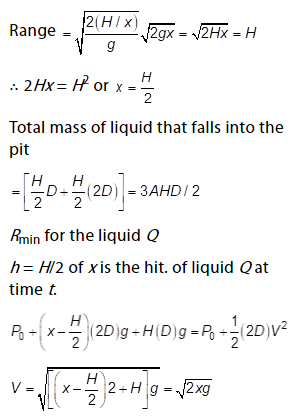 Range = √(2(H/x)/g) √2gx = √2Hx = H
∴ 2Hx = H² or x = H/2
Total mass of liquid that falls into the
pit
= [H/2 D + H/2 (2D)] = 3AHD / 2
Rmin for the liquid Q
h = H/2 of x is the hit. of liquid Q at
time t.
P₀ + (x − H/2)(2D)g + H(D)g = P₀ + 1/2 (2D)V²
V = √[(x − H/2)2 + H]g = √2xg